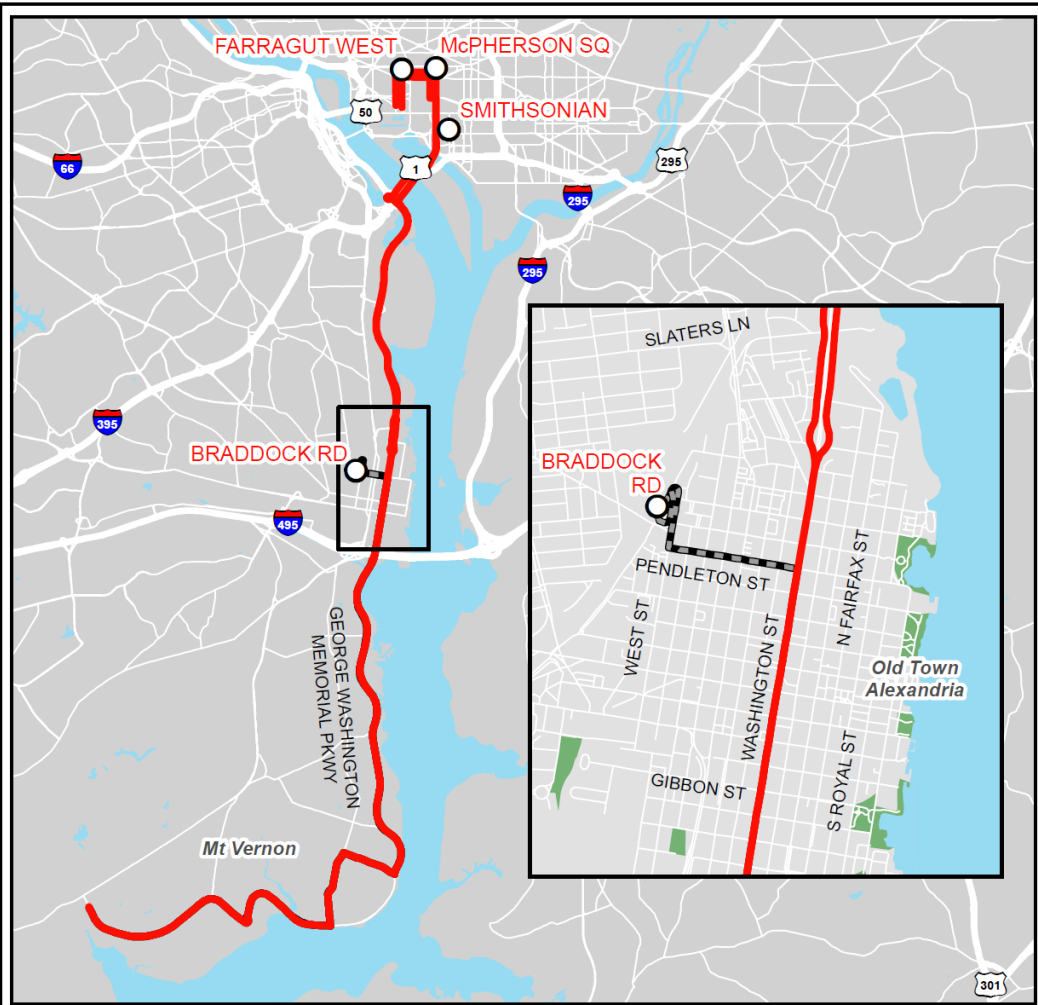 FARRAGUT WEST
McPHERSON SQ
50
SMITHSONIAN
1
66
295
295
295
395
BRADDOCK RD
495
GEORGE WASHINGTON
MEMORIAL PKWY
Mt Vernon
301
SLATERS LN
BRADDOCK
RD
PENDLETON ST
WEST ST
WASHINGTON ST
N FAIRFAX ST
Old Town
Alexandria
GIBBON ST
S ROYAL ST